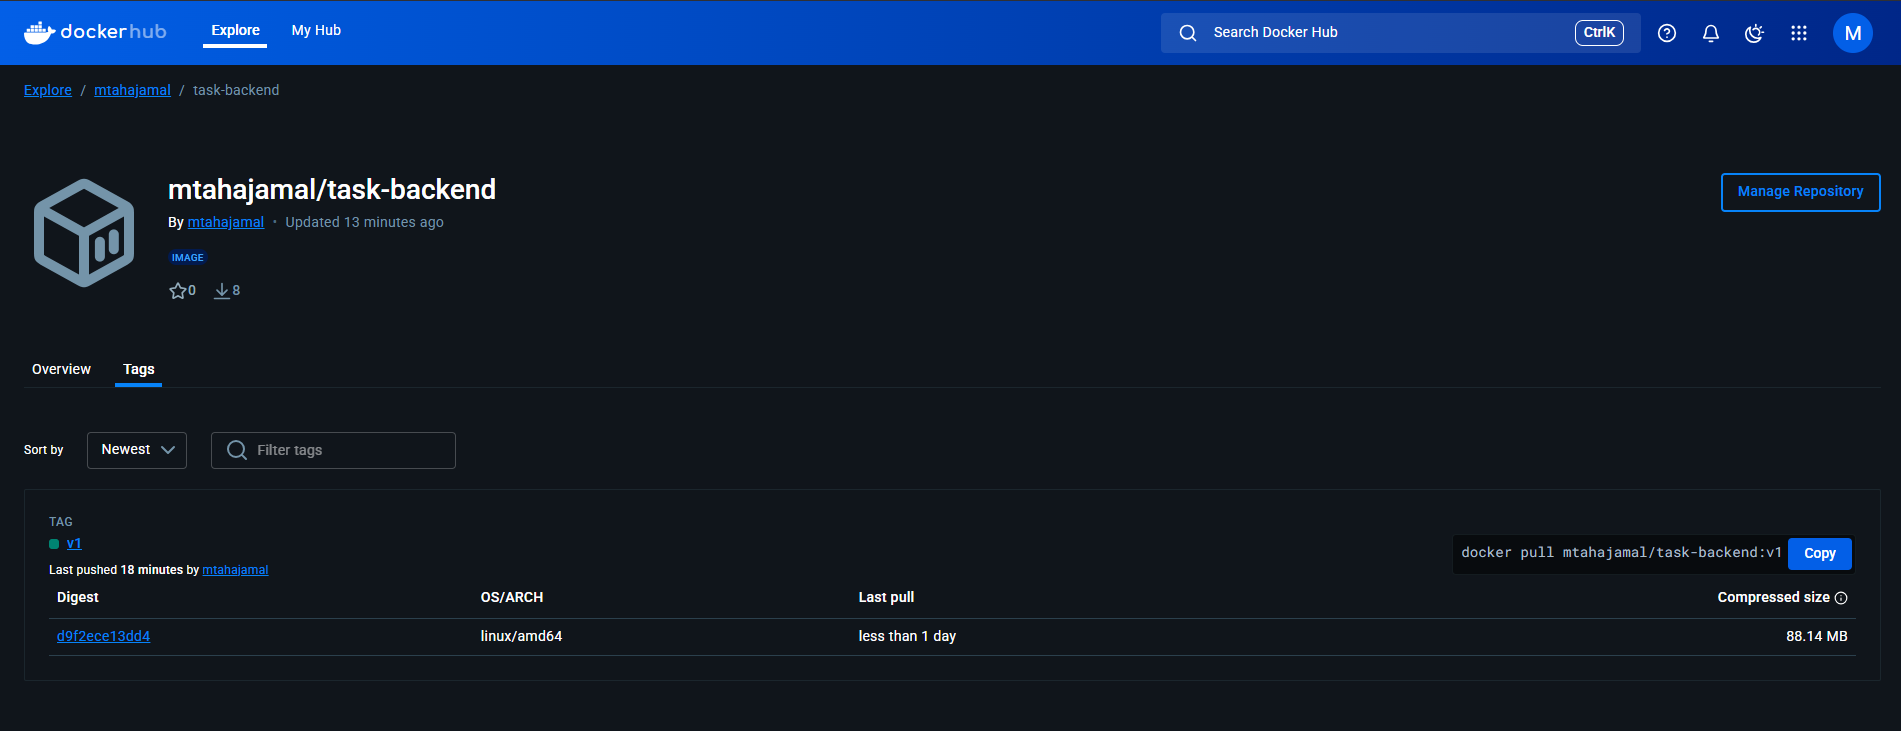 dockerhub Explore My Hub Search Docker Hub CtrlK M
Explore / mtahajamal / task-backend
mtahajamal/task-backend
Manage Repository
By mtahajamal • Updated 13 minutes ago
IMAGE
0 8
Overview Tags
Sort by Newest Filter tags
TAG
v1
docker pull mtahajamal/task-backend:v1 Copy
Last pushed 18 minutes by mtahajamal
Digest OS/ARCH Last pull Compressed size
d9f2ece13dd4 linux/amd64 less than 1 day 88.14 MB